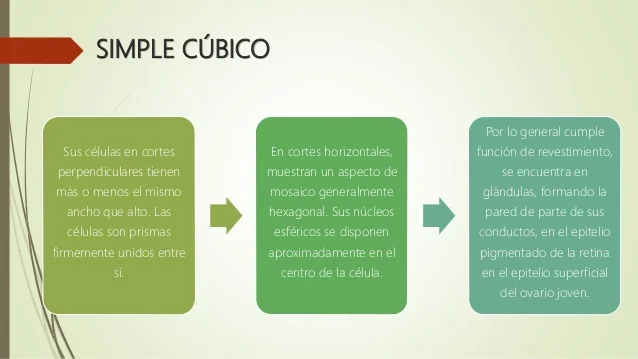 SIMPLE CÚBICO
Sus células en cortes
perpendiculares tienen
más o menos el mismo
ancho que alto. Las
células son prismas
firmemente unidos entre
sí.
En cortes horizontales,
muestran un aspecto de
mosaico generalmente
hexagonal. Sus núcleos
esféricos se disponen
aproximadamente en el
centro de la célula.
Por lo general cumple
función de revestimiento,
se encuentra en
glándulas, formando la
pared de parte de sus
conductos, en el epitelio
pigmentado de la retina
en el epitelio superficial
del ovario joven.